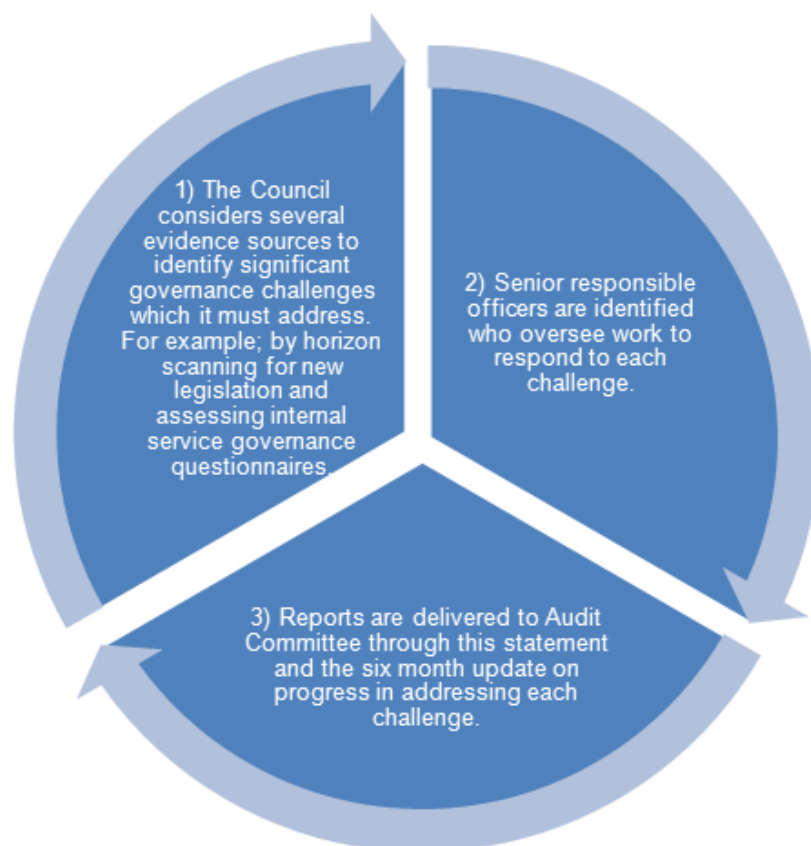 1) The Council
considers several
evidence sources to
identify significant
governance challenges
which it must address.
For example; by horizon
scanning for new
legislation and
assessing internal
service governance
questionnaires.
2) Senior responsible
officers are identified
who oversee work to
respond to each
challenge.
3) Reports are delivered to Audit
Committee through this statement
and the six month update on
progress in addressing each
challenge.